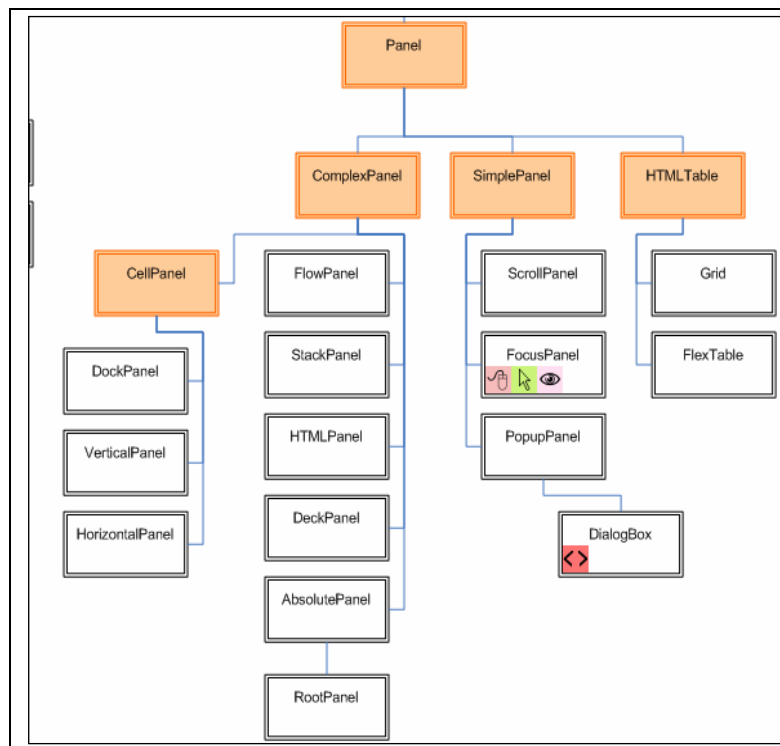 Panel
ComplexPanel
SimplePanel
HTMLTable
CellPanel
FlowPanel
ScrollPanel
Grid
DockPanel
StackPanel
FocusPanel
FlexTable
VerticalPanel
HTMLPanel
PopupPanel
HorizontalPanel
DeckPanel
DialogBox
<>
AbsolutePanel
RootPanel